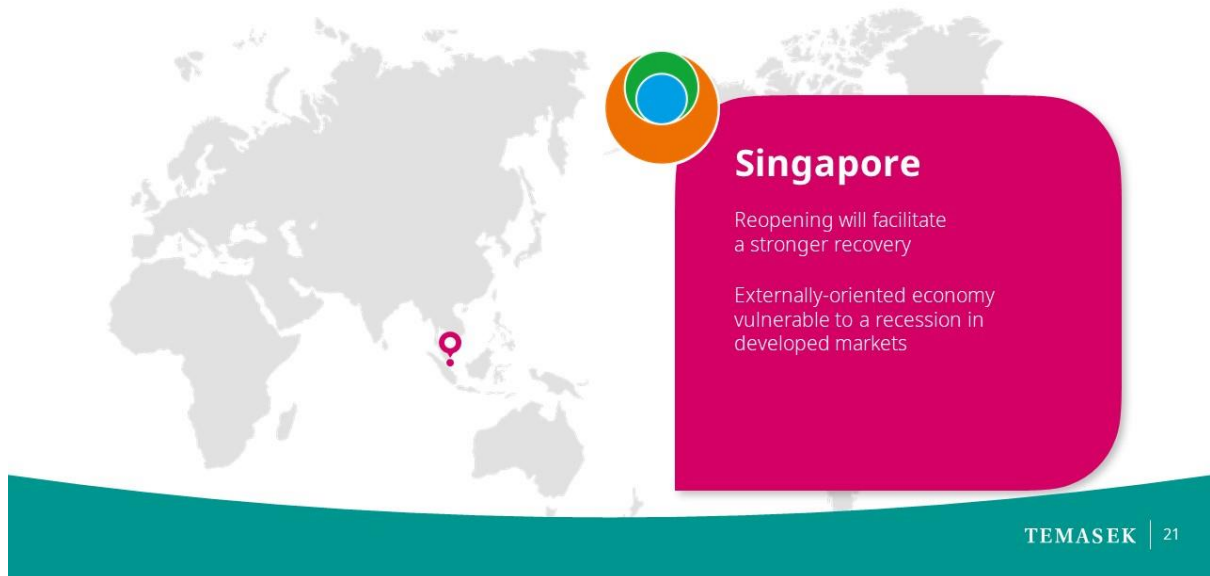 Singapore
Reopening will facilitate
a stronger recovery
Externally-oriented economy
vulnerable to a recession in
developed markets
TEMASEK | 21